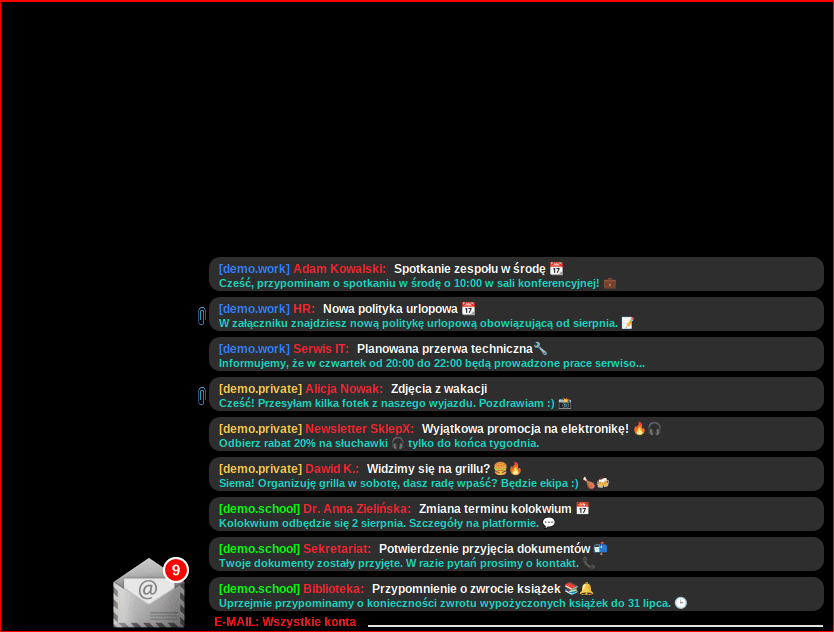 [demo.work] Adam Kowalski: Spotkanie zespołu w środę 📆
Cześć, przypominam o spotkaniu w środę o 10:00 w sali konferencyjnej! 💼
[demo.work] HR: Nowa polityka urlopowa 📆
W załączniku znajdziesz nową politykę urlopową obowiązującą od sierpnia. 📝
[demo.work] Serwis IT: Planowana przerwa techniczna🔧
Informujemy, że w czwartek od 20:00 do 22:00 będą prowadzone prace serwiso...
[demo.private] Alicja Nowak: Zdjęcia z wakacji
Cześć! Przesyłam kilka fotek z naszego wyjazdu. Pozdrawiam :) 📸
[demo.private] Newsletter SklepX: Wyjątkowa promocja na elektronikę! 🔥🎧
Odbierz rabat 20% na słuchawki 🎧 tylko do końca tygodnia.
[demo.private] Dawid K.: Widzimy się na grillu? 🍔🔥
Siema! Organizuję grilla w sobotę, dasz radę wpaść? Będzie ekipa :) 🍗🍻
[demo.school] Dr. Anna Zielińska: Zmiana terminu kolokwium 📅
Kolokwium odbędzie się 2 sierpnia. Szczegóły na platformie. 💬
[demo.school] Sekretariat: Potwierdzenie przyjęcia dokumentów 📬
Twoje dokumenty zostały przyjęte. W razie pytań prosimy o kontakt. 📞
[demo.school] Biblioteka: Przypomnienie o zwrocie książek 📚🔔
Uprzejmie przypominamy o konieczności zwrotu wypożyczonych książek do 31 lipca. 🕒
9
@
E-MAIL: Wszystkie konta